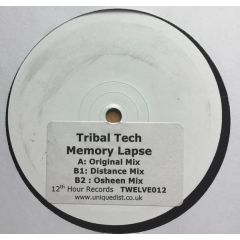 Tribal Tech
Memory Lapse
A: Original Mix
B1: Distance Mix
B2 : Osheen Mix
12th Hour Records TWELVE012
www.uniquedist.co.uk